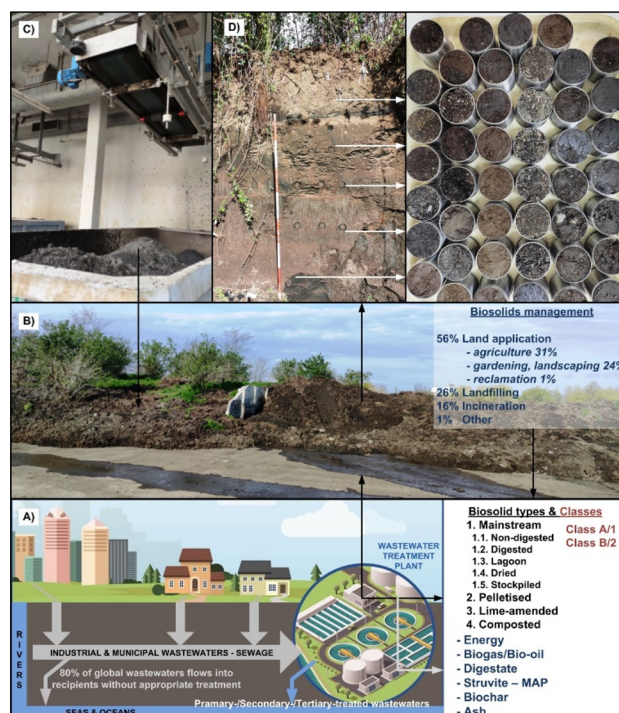 C)
D)
B)
Biosolids management
56% Land application
- agriculture 31%
- gardening, landscaping 24%
- reclamation 1%
26% Landfilling
16% Incineration
1% Other
A)
WASTEWATER
TREATMENT
PLANT
RIVERS
INDUSTRIAL & MUNICIPAL WASTEWATERS - SEWAGE
80% of global wastewaters flows into
recipients without appropriate treatment
Pramary-/Secondary-/Tertiary-treated wastewaters
SEAS & OCEANS
Biosolid types & Classes
1. Mainstream
Class A/1
1.1. Non-digested
Class B/2
1.2. Digested
1.3. Lagoon
1.4. Dried
1.5. Stockpiled
2. Pelletised
3. Lime-amended
4. Composted
- Energy
- Biogas/Bio-oil
- Digestate
- Struvite – MAP
- Biochar
- Ash